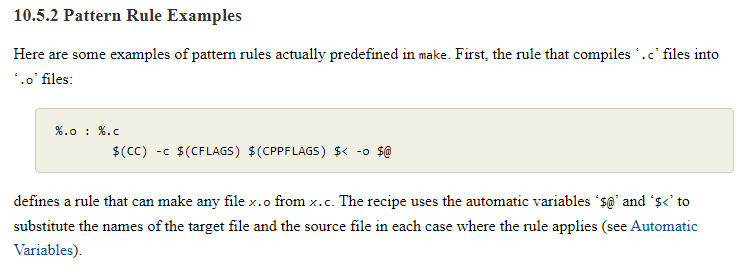 10.5.2 Pattern Rule Examples
Here are some examples of pattern rules actually predefined in make. First, the rule that compiles ‘.c’ files into
‘.o’ files:
%.o : %.c
$(CC) -c $(CFLAGS) $(CPPFLAGS) $< -o $@
defines a rule that can make any file x.o from x.c. The recipe uses the automatic variables ‘$@’ and ‘$<’ to
substitute the names of the target file and the source file in each case where the rule applies (see Automatic
Variables).